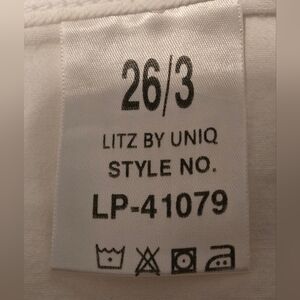 26/3
LITZ BY UNIQ
STYLE NO.
LP-41079